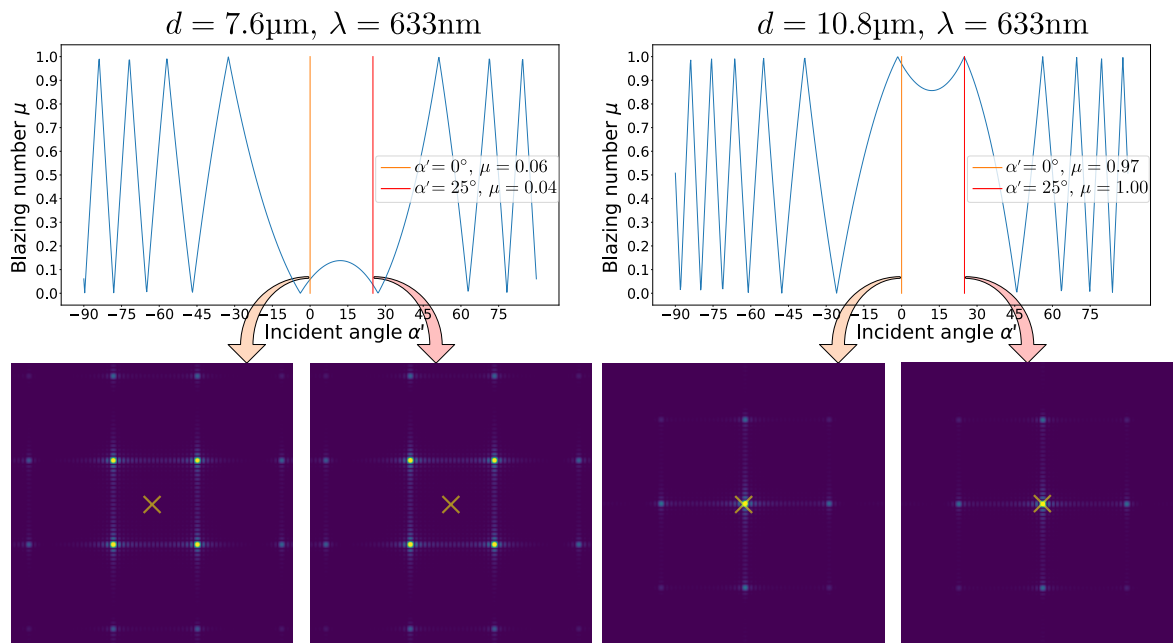 d = 7.6µm, λ = 633nm
Blazing number µ
1.0
0.9
0.8
0.7
0.6
0.5
0.4
0.3
0.2
0.1
0.0
α' = 0°, µ = 0.06
α' = 25°, µ = 0.04
−90 −75 −60 −45 −30 −15 0 15 30 45 60 75
Incident angle α'
d = 10.8µm, λ = 633nm
Blazing number µ
1.0
0.9
0.8
0.7
0.6
0.5
0.4
0.3
0.2
0.1
0.0
α' = 0°, µ = 0.97
α' = 25°, µ = 1.00
−90 −75 −60 −45 −30 −15 0 15 30 45 60 75
Incident angle α'